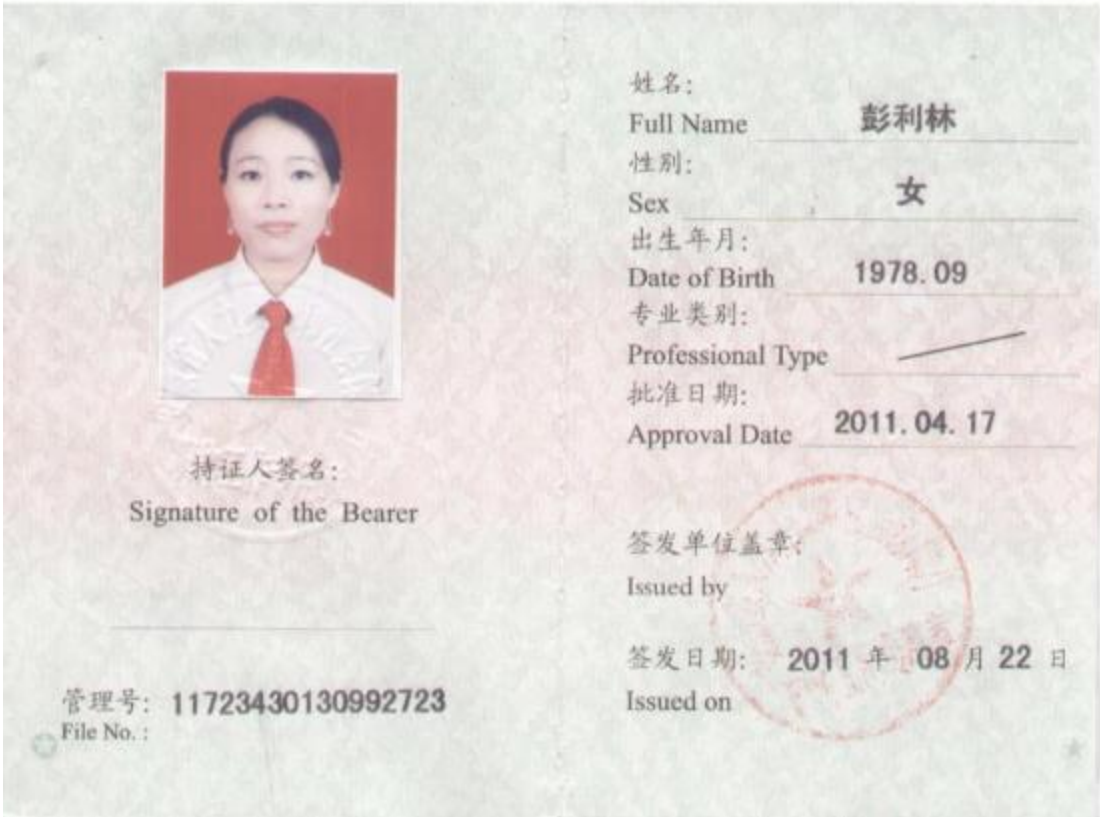 持证人签名:
Signature of the Bearer
管理号: 11723430130992723
File No. :
姓名:
Full Name 彭利林
性别:
Sex 女
出生年月:
Date of Birth 1978.09
专业类别:
Professional Type
批准日期:
Approval Date 2011.04.17
签发单位盖章:
Issued by
签发日期: 2011 年 08 月 22 日
Issued on